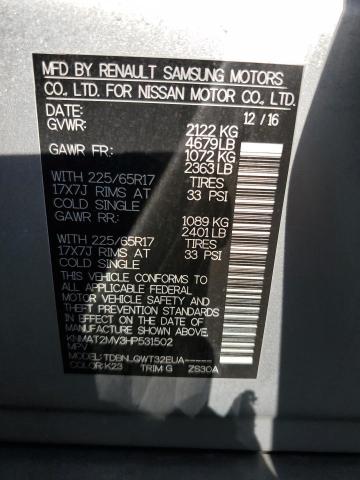 MFD BY RENAULT SAMSUNG MOTORS
CO., LTD. FOR NISSAN MOTOR CO., LTD.
DATE: 12 / 16
GVWR: 2122 KG
4679 LB
GAWR FR: 1072 KG
2363 LB
WITH 225/65R17 TIRES
17X7J RIMS AT 33 PSI
COLD SINGLE
GAWR RR: 1089 KG
2401 LB
WITH 225/65R17 TIRES
17X7J RIMS AT 33 PSI
COLD SINGLE
THIS VEHICLE CONFORMS TO
ALL APPLICABLE FEDERAL
MOTOR VEHICLE SAFETY
BUMPER, AND
THEFT PREVENTION STANDARDS
IN EFFECT ON THE DATE OF
MANUFACTURE SHOWN ABOVE.
KNMAT2MV3HP531502
MPV
MODEL: TDBNLGWT32EUA-----
COLOR: K23 TRIM G ZS30A